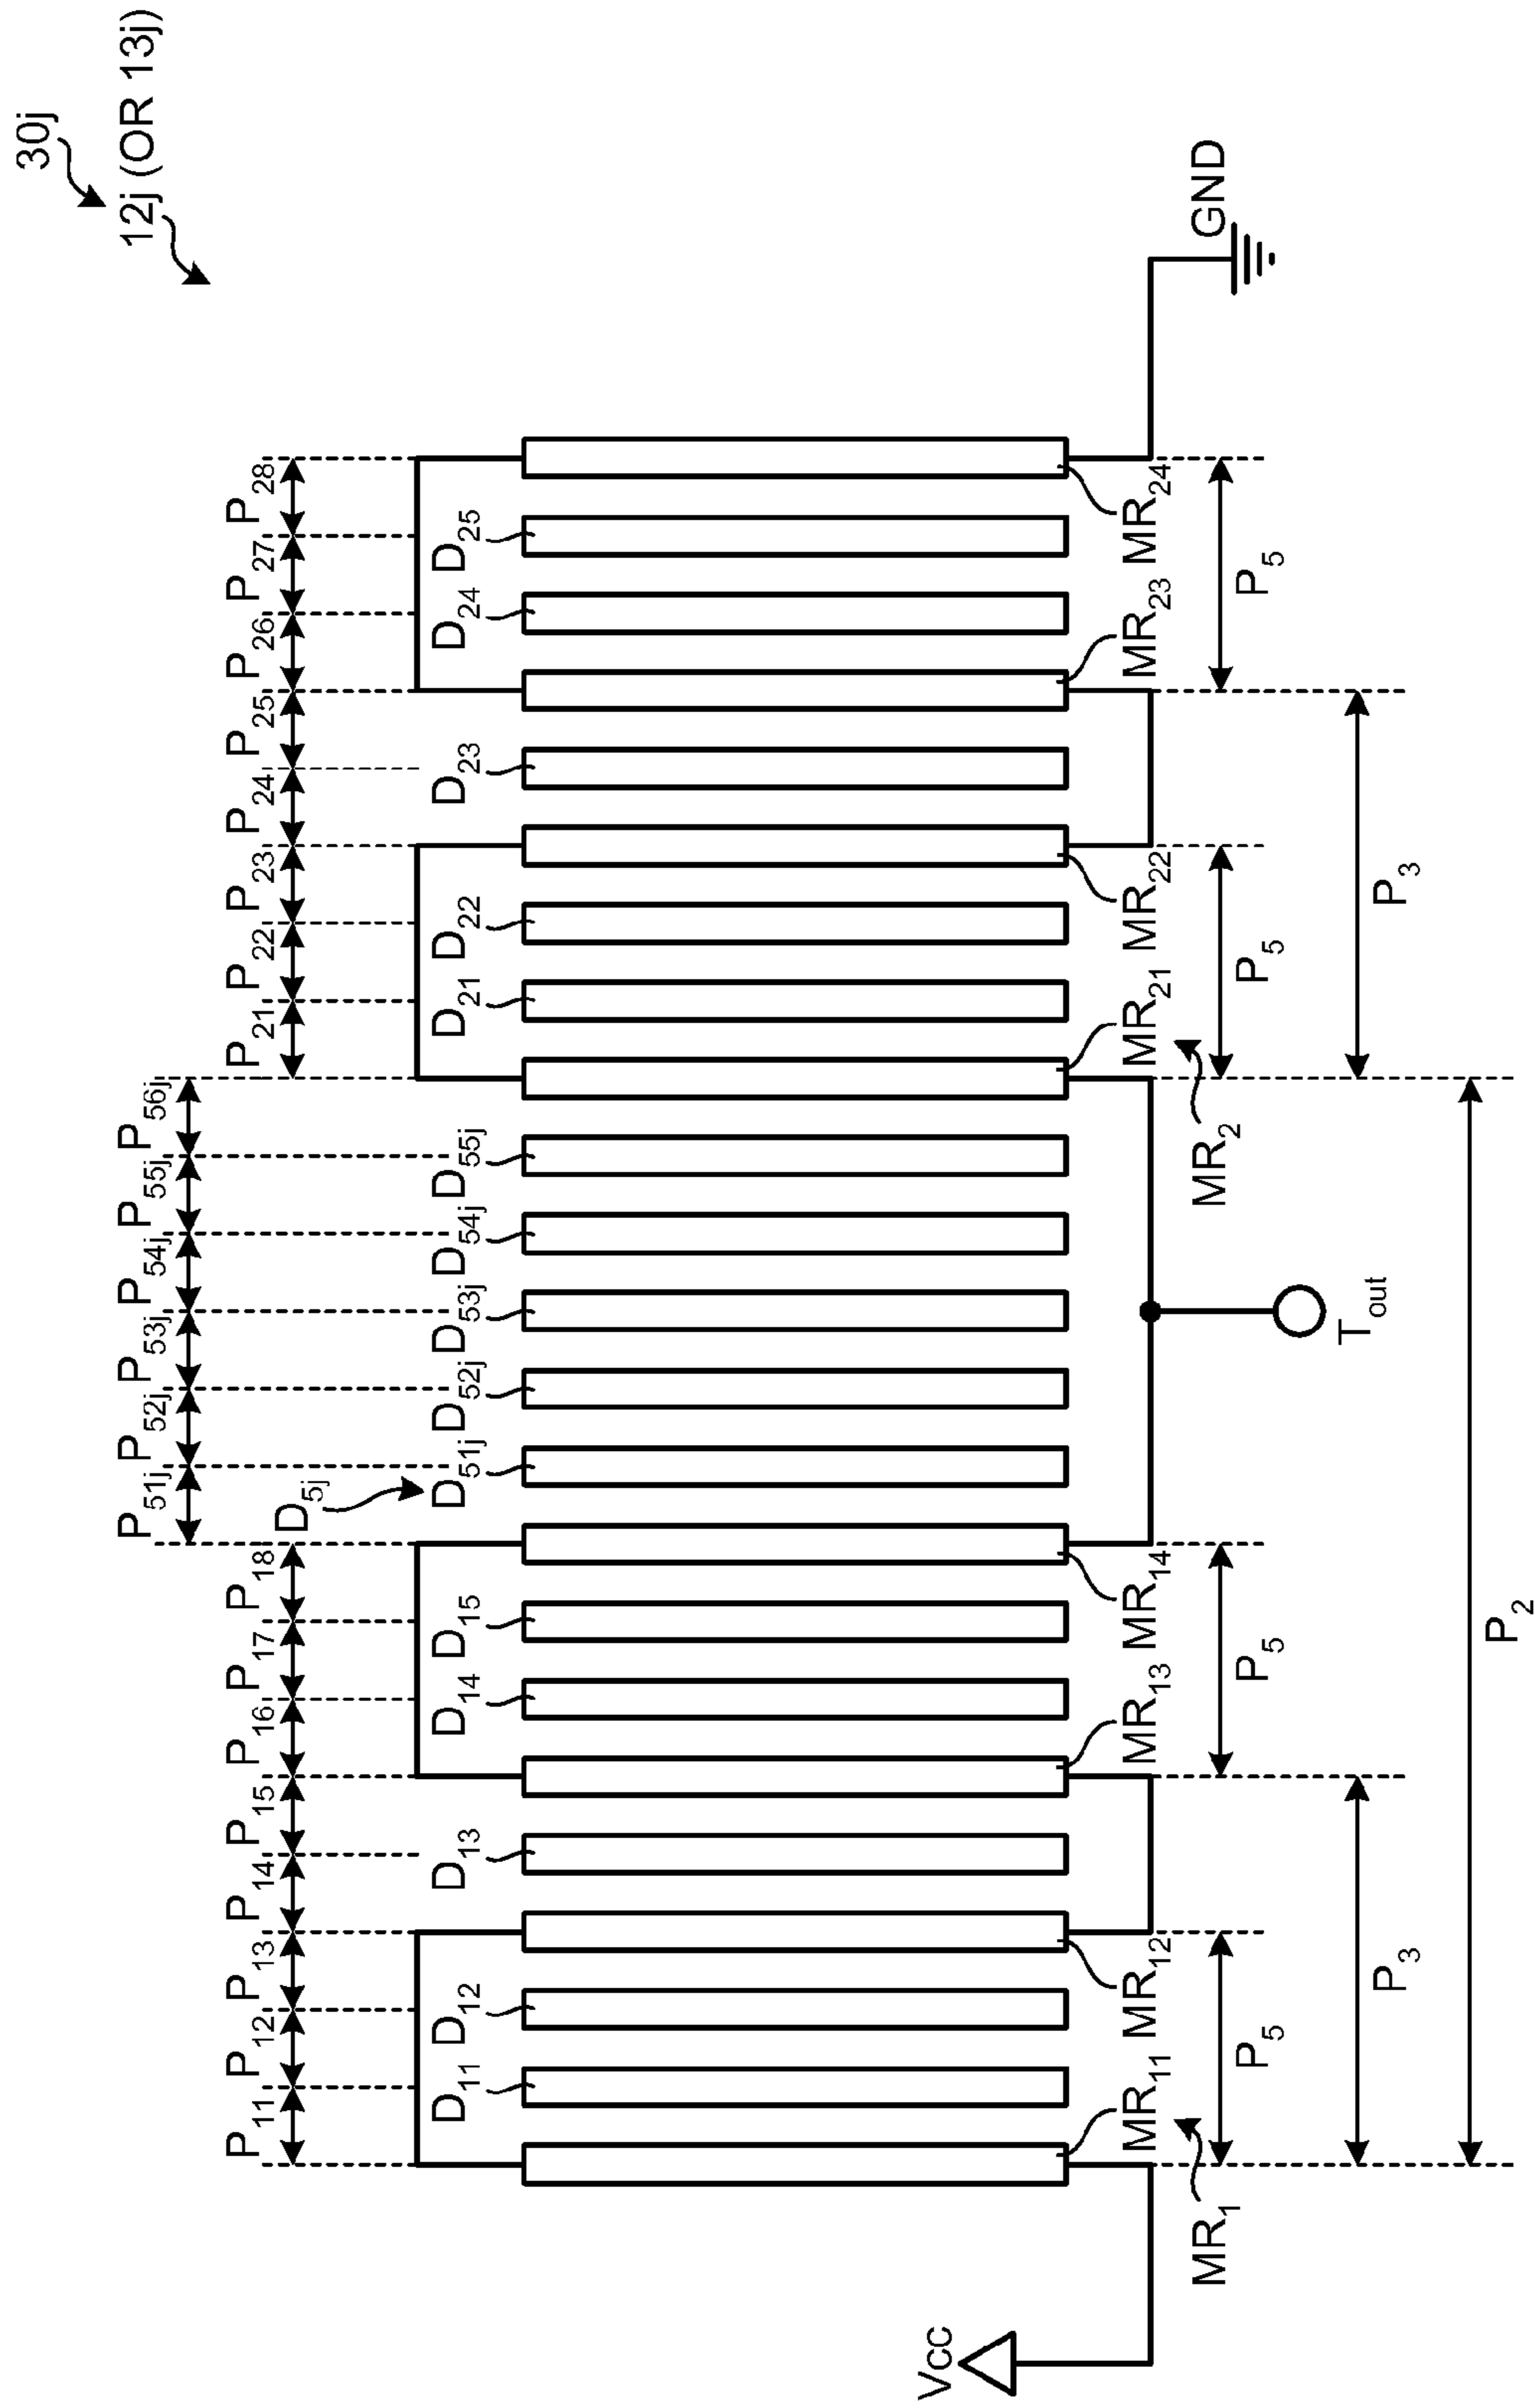 30j
12j (OR 13j)
P51j P52j P53j P54j P55j P56j
P11 P12 P13 P14 P15 P16 P17 P18 P21 P22 P23 P24 P25 P26 P27 P28
D5j
D11 D12 D13 D14 D15 D51j D52j D53j D54j D55j D21 D22 D23 D24 D25
Vcc
MR11 MR12 MR13 MR14 MR21 MR22 MR23 MR24
GND
MR1 MR2
P5 P5 P5 P5
Tout
P3 P3
P2